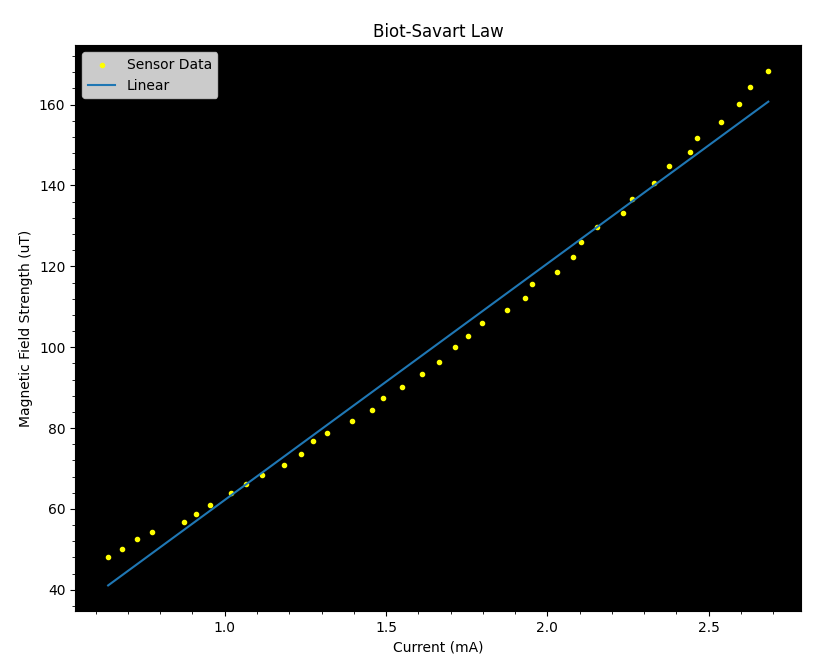 Biot-Savart Law
Sensor Data
Linear
160
140
120
100
80
60
40
Magnetic Field Strength (uT)
1.0 1.5 2.0 2.5
Current (mA)